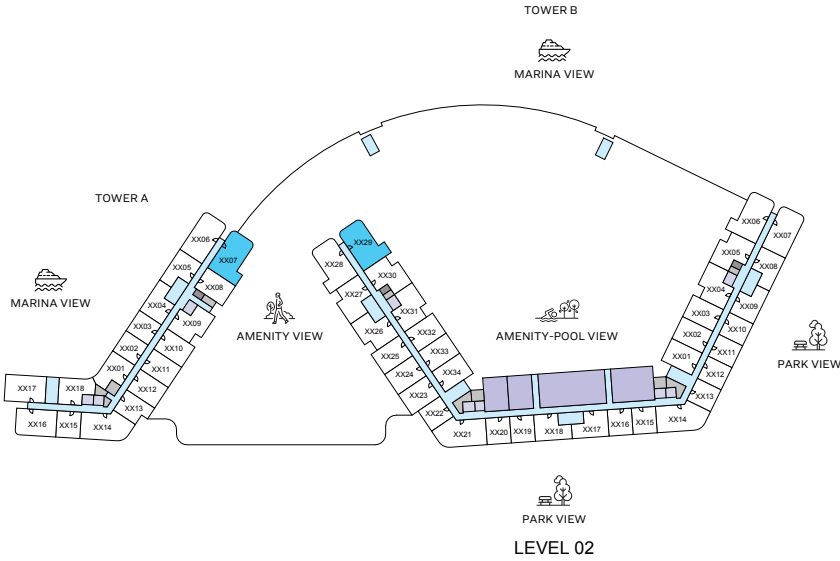 TOWER B
MARINA VIEW
TOWER A
MARINA VIEW
AMENITY VIEW
AMENITY-POOL VIEW
PARK VIEW
PARK VIEW
LEVEL 02
XX06
XX07
XX05
XX08
XX04
XX09
XX03
XX10
XX02
XX11
XX01
XX12
XX17
XX18
XX13
XX16
XX15
XX14
XX29
XX28
XX30
XX27
XX31
XX26
XX32
XX25
XX33
XX24
XX34
XX23
XX22
XX21
XX20
XX19
XX18
XX17
XX16
XX15
XX14
XX06
XX07
XX05
XX08
XX04
XX09
XX03
XX10
XX02
XX11
XX01
XX12
XX13